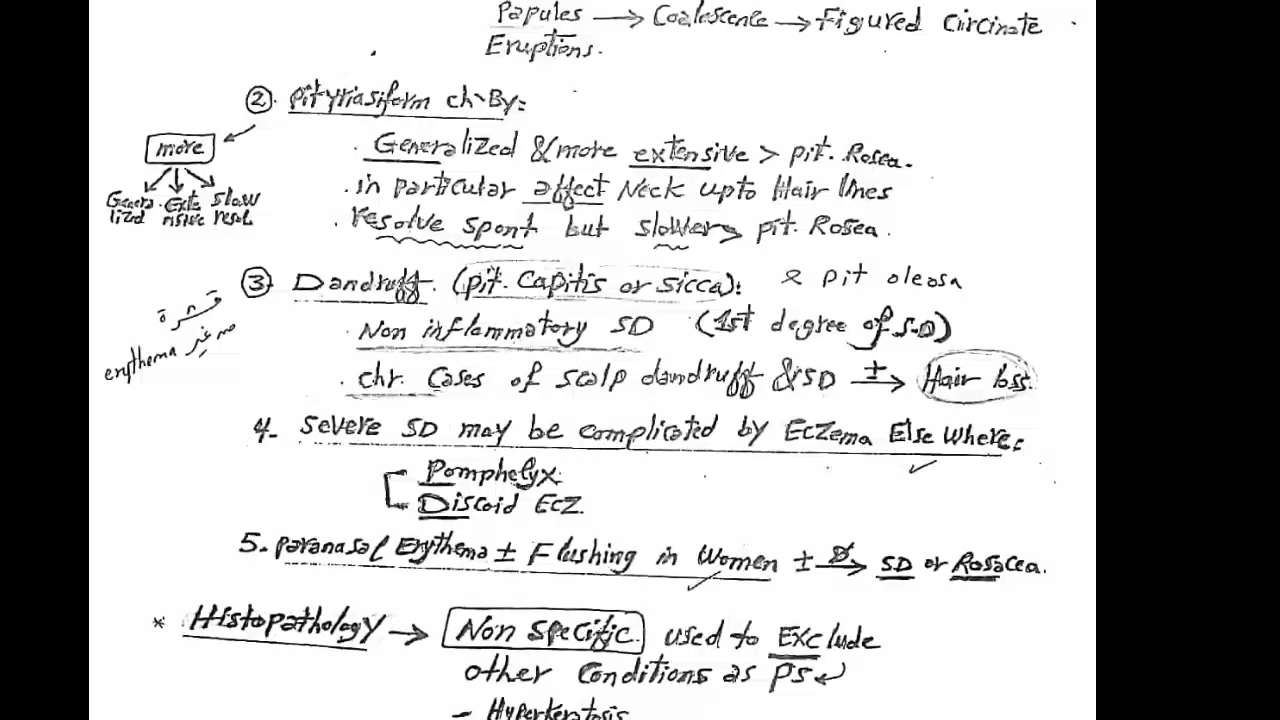 Papules → Coalescence → Figured Circinate
Eruptions.
② pityriasiform ch. By:
more
Genera lized
Exte nsive
slow resol
. Generalized & more extensive > pit. Rosea.
. in particular affect Neck upto Hair lines
. resolve spont but slower > pit. Rosea.
③ Dandruff (pit. Capitis or sicca): & pit oleosa
قشرة
من غير
erythema
. Non inflammatory SD (1st degree of S.D)
. chr. Cases of scalp dandruff & SD ± → Hair loss.
4- Severe SD may be complicated by Eczema Else Where:
Pomphelyx.
Discoid Ecz.
5- Paranasal Erythema ± Flushing in Women ± → SD or Rosacea.
* Histopathology → Non specific. used to Exclude
other Conditions as Ps
- Hyperkeratosis